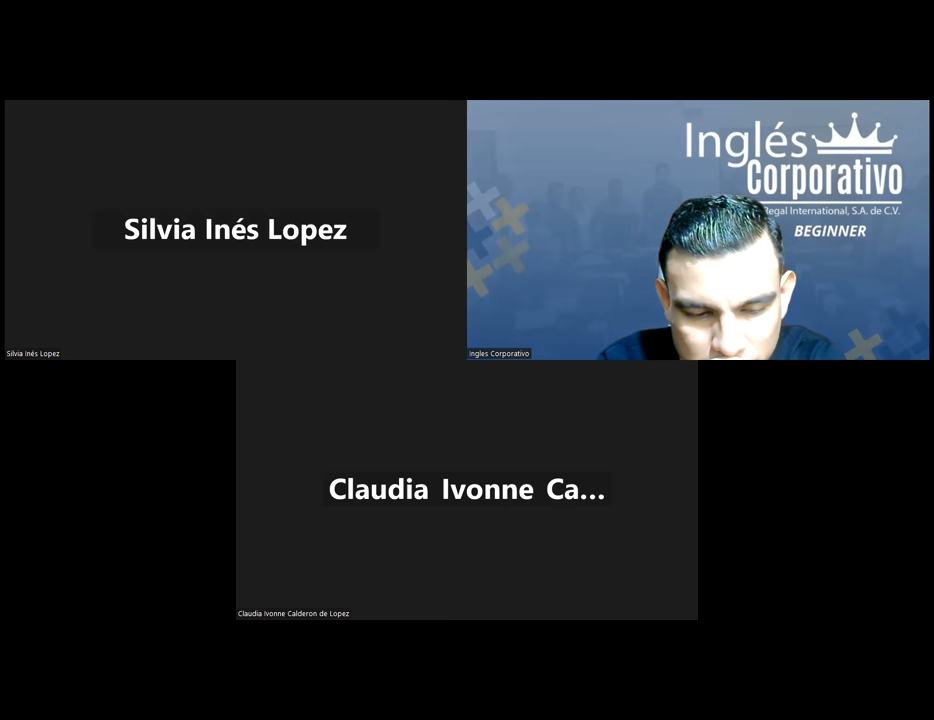 Silvia Inés Lopez
Silvia Inés Lopez
Inglés
Corporativo
Regal International, S.A. de C.V.
BEGINNER
Ingles Corporativo
Claudia Ivonne Ca...
Claudia Ivonne Calderon de Lopez